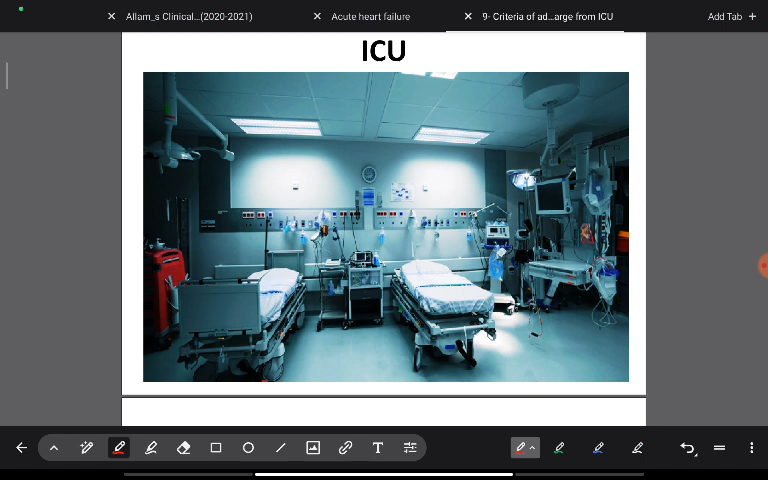 Allam_s Clinical...(2020-2021)
Acute heart failure
9- Criteria of ad...arge from ICU
Add Tab
ICU
T